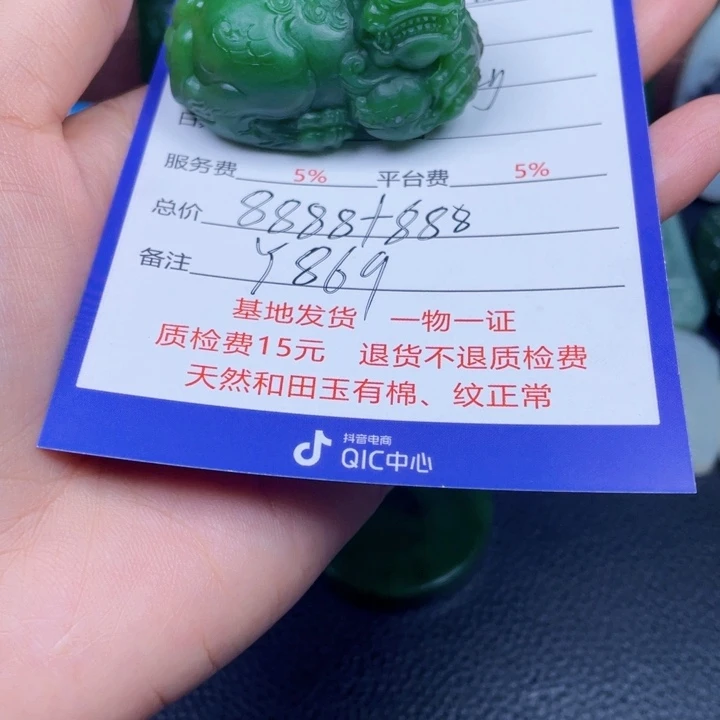 服务费 5% 平台费 5%
总价 8888+888
备注 Y869
基地发货 一物一证
质检费15元 退货不退质检费
天然和田玉有棉、纹正常
抖音电商
QIC中心